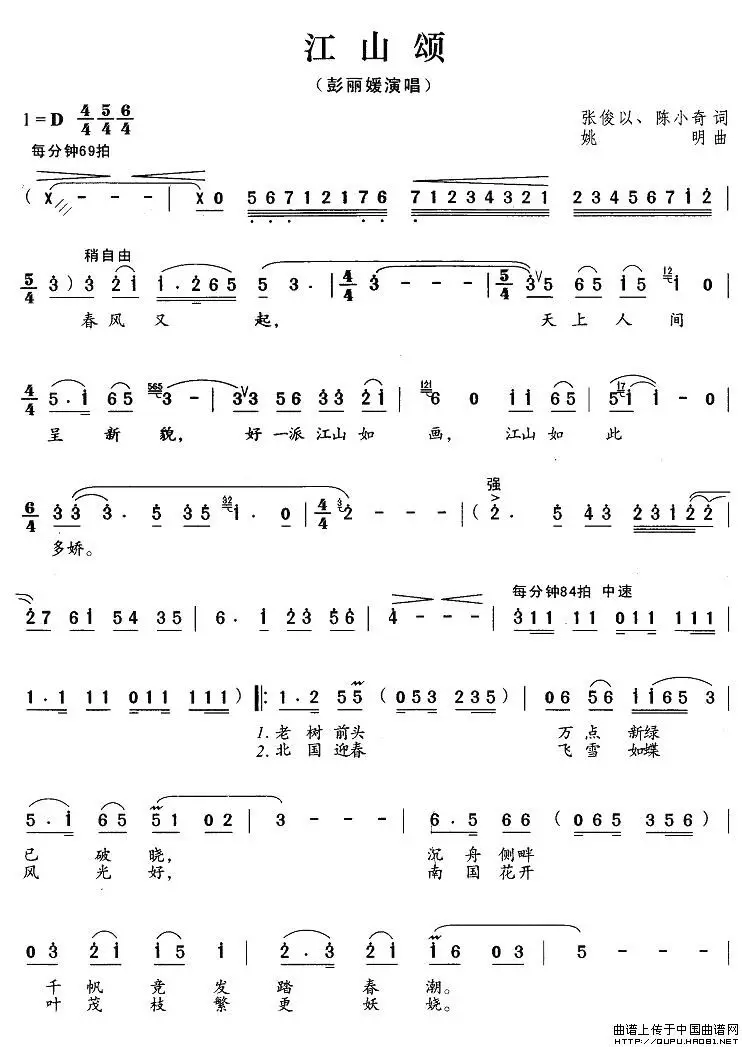 江山颂
（彭丽媛演唱）
1=D 4/4 5/4 6/4
张俊以、陈小奇 词
每分钟69拍
姚 明 曲
( X - - - | X 0 5 6 7 1 2 1 7 6 7 1 2 3 4 3 2 1 2 3 4 5 6 7 1 2 |
稍自由
5/4 3 ) 3 2 1 1 · 2 6 5 5 3 · | 4/4 3 - - - | 5/4 3 5 6 5 1 5 1 0 |
春风 又 起， 天上 人 间
4/4 5 · 1 6 5 3 - | 3 3 5 6 3 3 2 1 | 6 0 1 1 6 5 | 5 1 1 - 0 |
呈 新 貌， 好一派江山如 画， 江山 如 此
强
6/4 3 3 3 · 5 3 5 1 · 0 | 4/4 2 - - - | ( 2 · 5 4 3 2 3 1 2 2
多娇。
每分钟84拍 中速
2 7 6 1 5 4 3 5 | 6 · 1 2 3 5 6 | 4 - - - | 3 1 1 1 1 0 1 1 1 1 1
1 · 1 1 1 0 1 1 1 1 1 ) ‖: 1 · 2 5 5 ( 0 5 3 2 3 5 ) | 0 6 5 6 1 1 6 5 3
1.老树前头 万点 新绿
2.北国迎春 飞雪 如蝶
5 · 1 6 5 5 1 0 2 | 3 - - - | 6 · 5 6 6 ( 0 6 5 3 5 6 ) |
已 破 晓， 沉舟侧畔
风 光 好， 南国花开
0 3 2 1 1 5 1 | 2 · 3 2 1 1 6 0 3 | 5 - - - |
千 帆 竞 发 踏 春 潮。
叶 茂 枝 繁 更 妖 娆。
曲谱上传于中国曲谱网
HTTP://QUPU.HAO81.NET